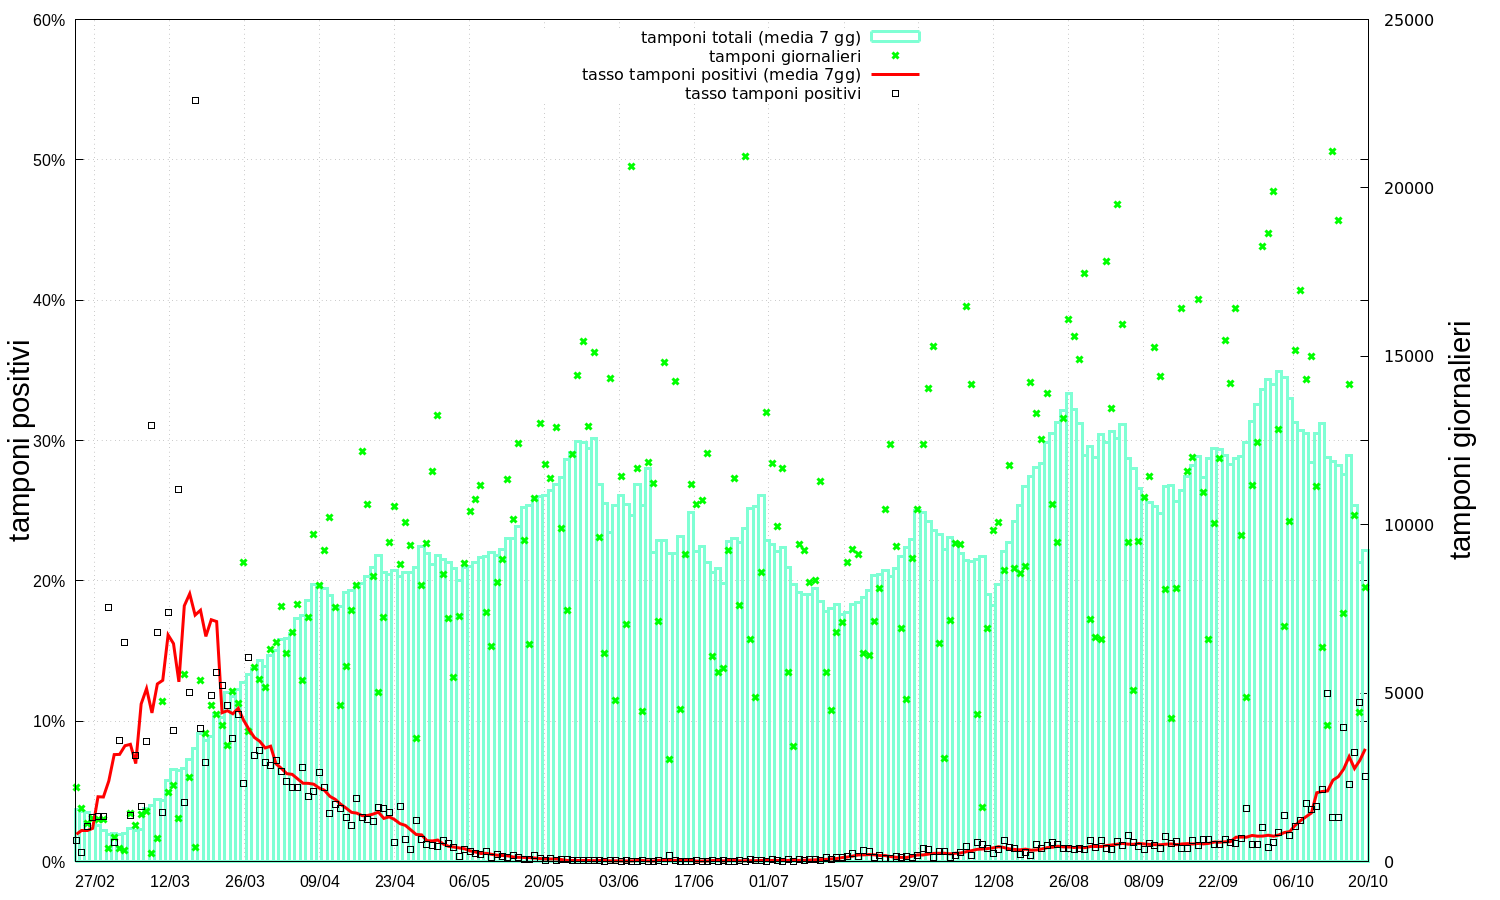 60%
50%
40%
30%
20%
10%
0%
25000
20000
15000
10000
5000
0
tamponi totali (media 7 gg)
tamponi giornalieri
tasso tamponi positivi (media 7gg)
tasso tamponi positivi
tamponi positivi
tamponi giornalieri
27/02 12/03 26/03 09/04 23/04 06/05 20/05 03/06 17/06 01/07 15/07 29/07 12/08 26/08 08/09 22/09 06/10 20/10